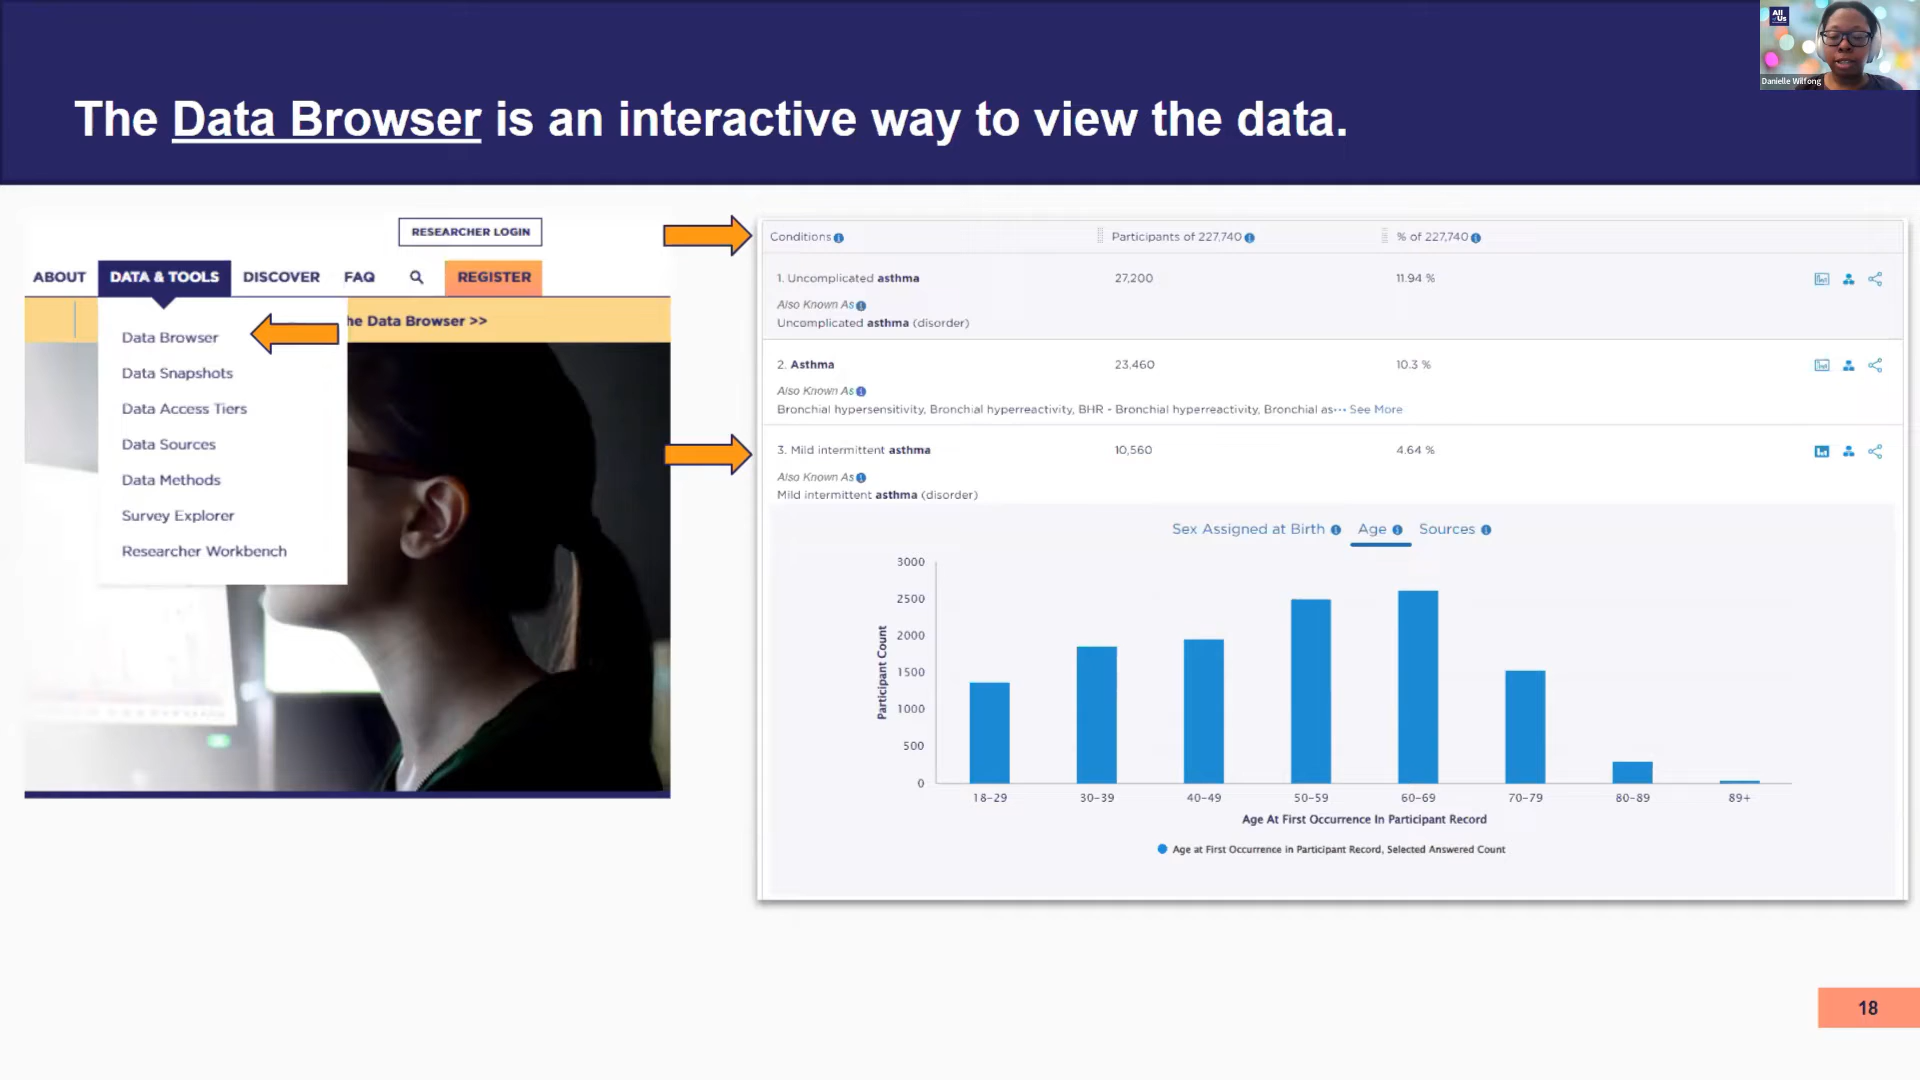 All
of Us
Danielle Wilfong
The Data Browser is an interactive way to view the data.
RESEARCHER LOGIN
ABOUT DATA & TOOLS DISCOVER FAQ REGISTER
he Data Browser >>
Data Browser
Data Snapshots
Data Access Tiers
Data Sources
Data Methods
Survey Explorer
Researcher Workbench
Conditions Participants of 227,740 % of 227,740
1. Uncomplicated asthma 27,200 11.94 %
Also Known As
Uncomplicated asthma (disorder)
2. Asthma 23,460 10.3 %
Also Known As
Bronchial hypersensitivity, Bronchial hyperreactivity, BHR - Bronchial hyperreactivity, Bronchial as... See More
3. Mild intermittent asthma 10,560 4.64 %
Also Known As
Mild intermittent asthma (disorder)
Sex Assigned at Birth Age Sources
Participant Count
3000
2500
2000
1500
1000
500
0
18-29 30-39 40-49 50-59 60-69 70-79 80-89 89+
Age At First Occurrence In Participant Record
Age at First Occurrence in Participant Record, Selected Answered Count
18